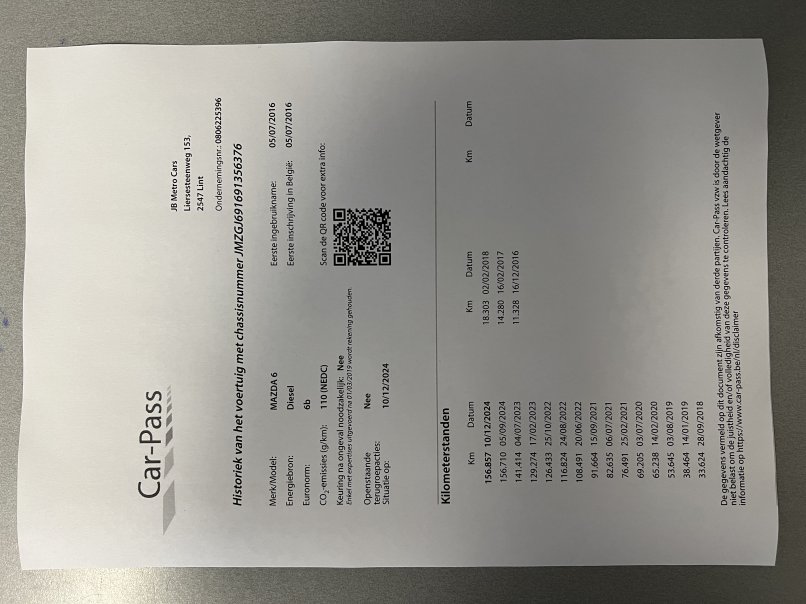 Car-Pass
JB Metro Cars
Liersesteenweg 153,
2547 Lint
Ondernemingsnr.: 0806225396
Historiek van het voertuig met chassisnummer JMZGJ691691356376
Merk/Model: MAZDA 6
Energiebron: Diesel
Euronorm: 6b
CO2-emissies (g/km): 110 (NEDC)
Keuring na ongeval noodzakelijk: Nee
Enkel met expertises uitgevoerd na 01/03/2019 wordt rekening gehouden.
Openstaande Nee
terugroepacties:
Situatie op: 10/12/2024
Eerste ingebruikname: 05/07/2016
Eerste inschrijving in België: 05/07/2016
Scan de QR code voor extra info:
Kilometerstanden
Km Datum
156.857 10/12/2024
156.710 05/09/2024
141.414 04/07/2023
129.274 17/02/2023
126.433 25/10/2022
116.824 24/08/2022
108.491 20/06/2022
91.664 15/09/2021
82.635 06/07/2021
76.491 25/02/2021
69.205 03/07/2020
65.238 14/02/2020
53.645 03/08/2019
38.464 14/01/2019
33.624 28/09/2018
Km Datum
18.303 02/02/2018
14.280 16/02/2017
11.328 16/12/2016
Km Datum
De gegevens vermeld op dit document zijn afkomstig van derde partijen. Car-Pass vzw is door de wetgever
niet belast om de juistheid en/of volledigheid van deze gegevens te controleren. Lees aandachtig de
informatie op https://www.car-pass.be/nl/disclaimer